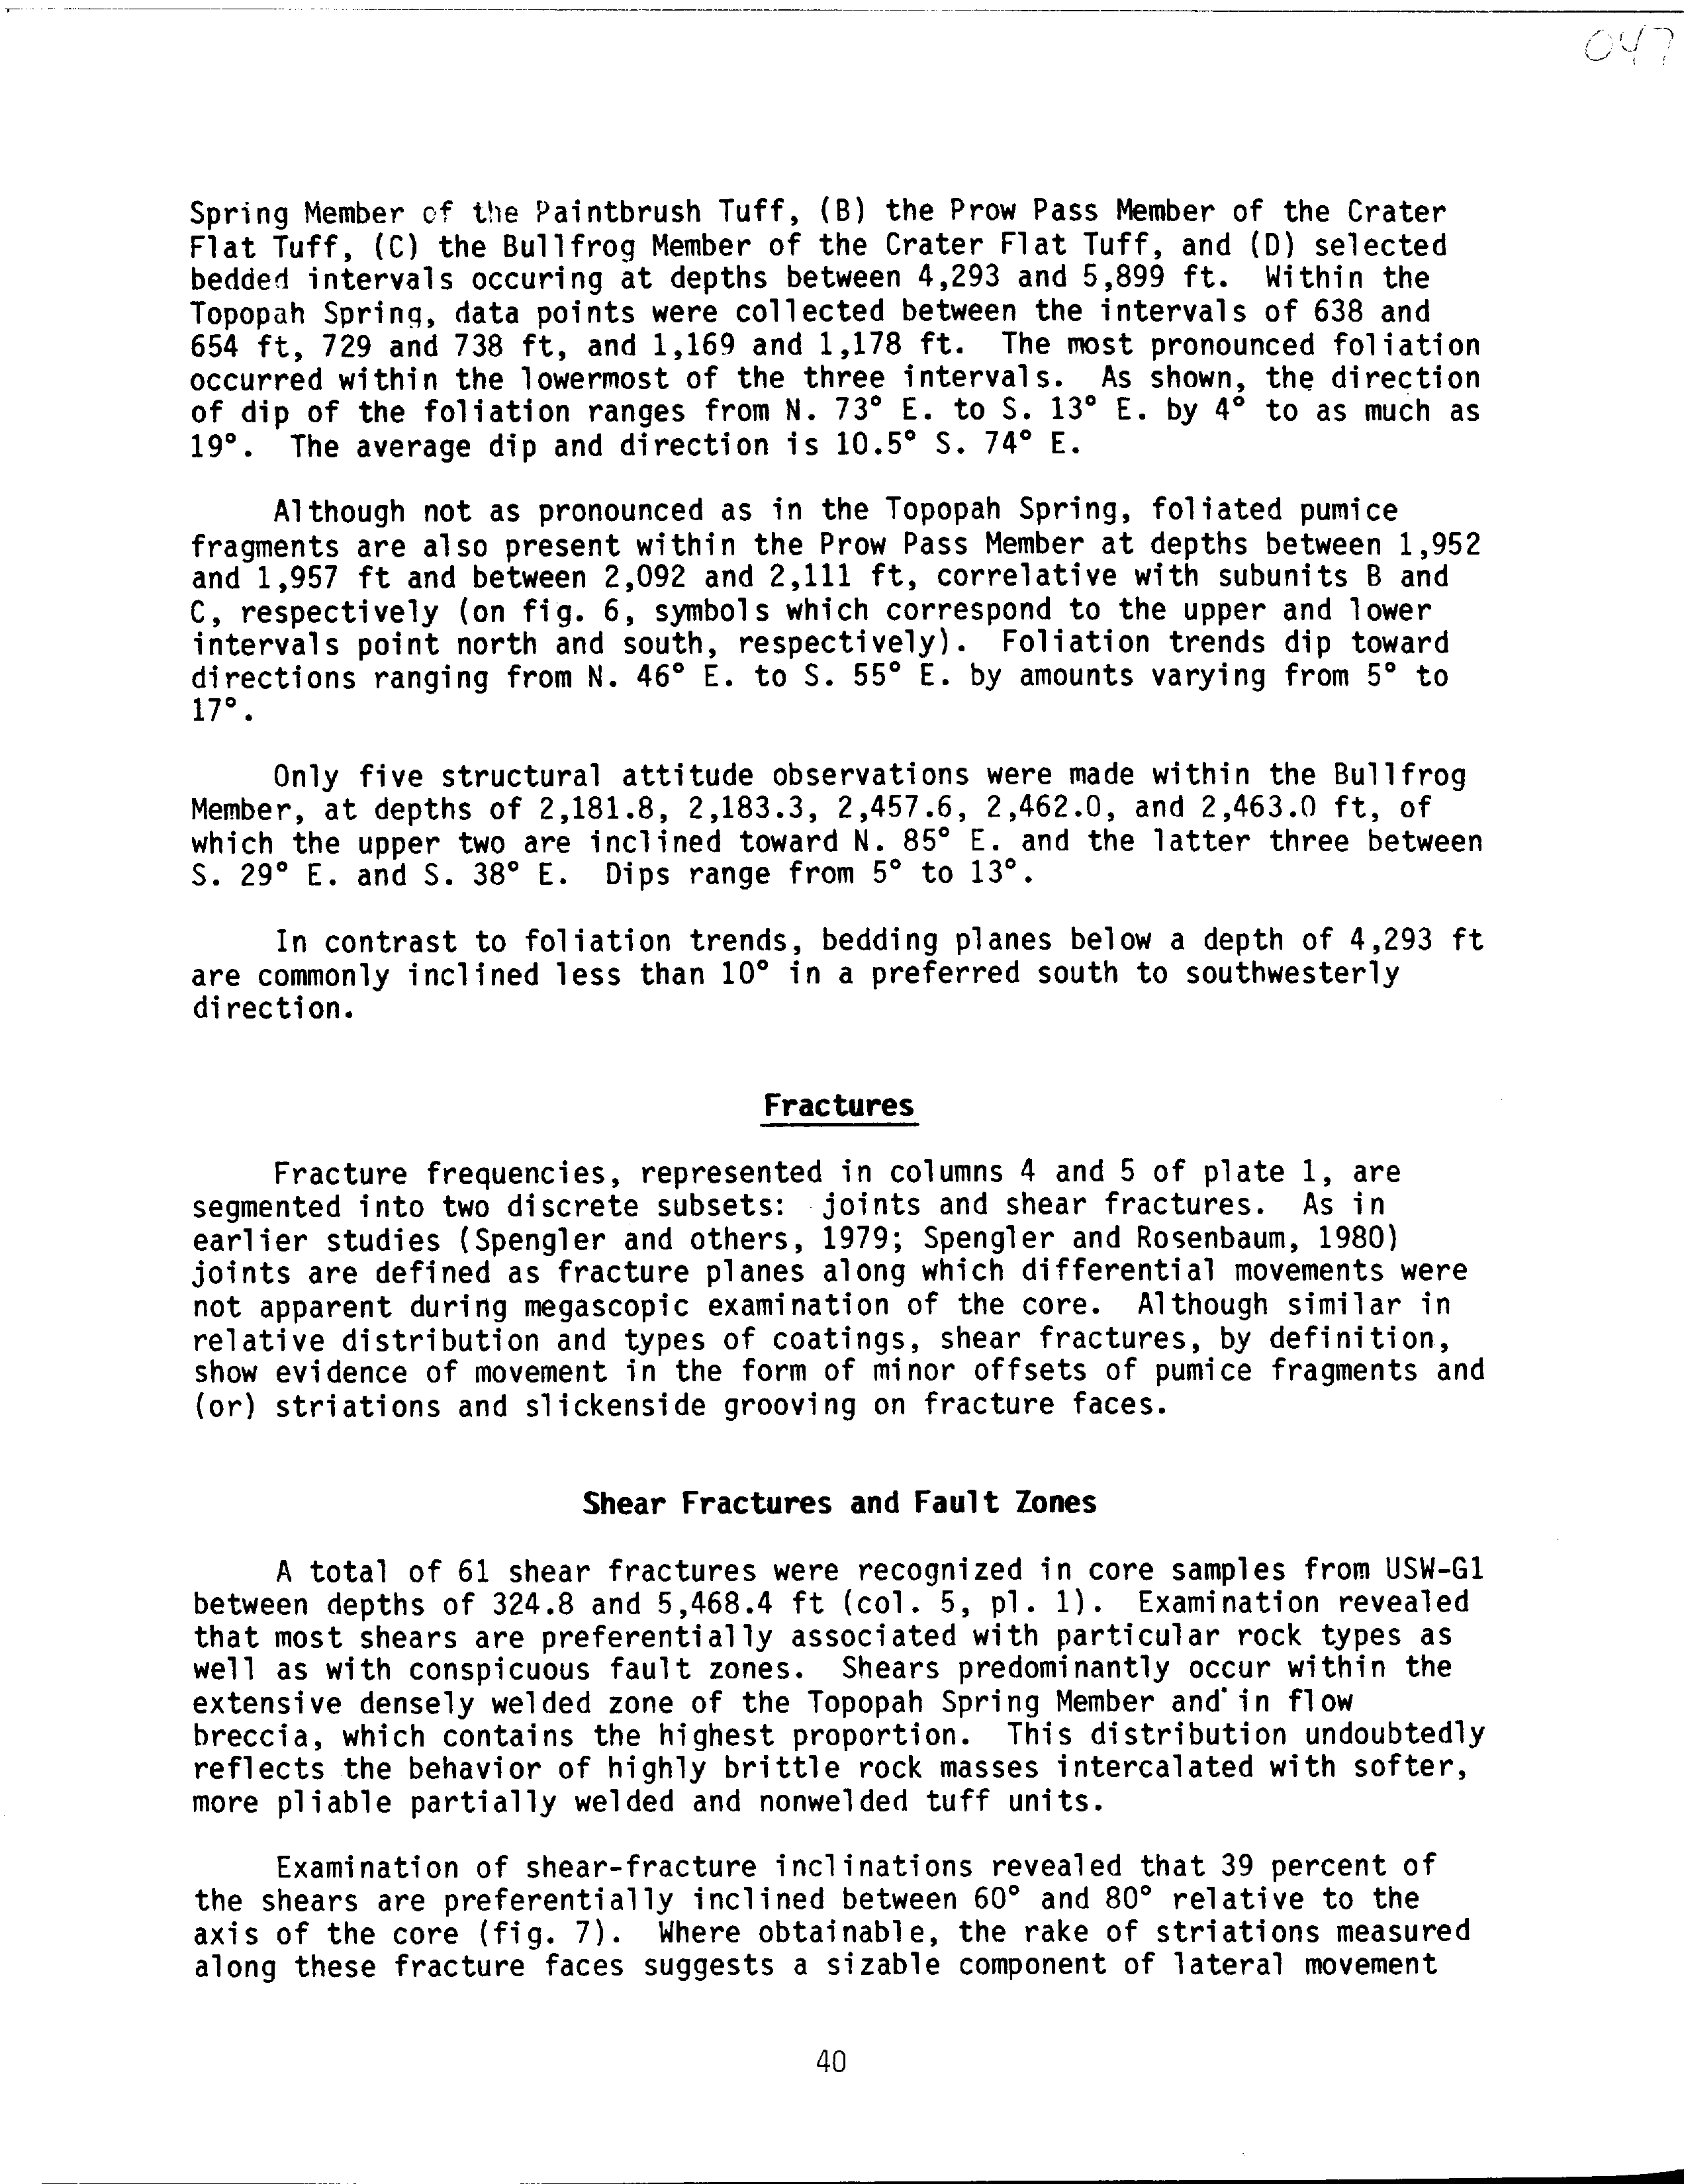 047
Spring Member of the Paintbrush Tuff, (B) the Prow Pass Member of the Crater
Flat Tuff, (C) the Bullfrog Member of the Crater Flat Tuff, and (D) selected
bedded intervals occuring at depths between 4,293 and 5,899 ft.  Within the
Topopah Spring, data points were collected between the intervals of 638 and
654 ft, 729 and 738 ft, and 1,169 and 1,178 ft.  The most pronounced foliation
occurred within the lowermost of the three intervals.  As shown, the direction
of dip of the foliation ranges from N. 73° E. to S. 13° E. by 4° to as much as
19°.  The average dip and direction is 10.5° S. 74° E.
Although not as pronounced as in the Topopah Spring, foliated pumice
fragments are also present within the Prow Pass Member at depths between 1,952
and 1,957 ft and between 2,092 and 2,111 ft, correlative with subunits B and
C, respectively (on fig. 6, symbols which correspond to the upper and lower
intervals point north and south, respectively).  Foliation trends dip toward
directions ranging from N. 46° E. to S. 55° E. by amounts varying from 5° to
17°.
Only five structural attitude observations were made within the Bullfrog
Member, at depths of 2,181.8, 2,183.3, 2,457.6, 2,462.0, and 2,463.0 ft, of
which the upper two are inclined toward N. 85° E. and the latter three between
S. 29° E. and S. 38° E.  Dips range from 5° to 13°.
In contrast to foliation trends, bedding planes below a depth of 4,293 ft
are commonly inclined less than 10° in a preferred south to southwesterly
direction.
Fractures
Fracture frequencies, represented in columns 4 and 5 of plate 1, are
segmented into two discrete subsets:  joints and shear fractures.  As in
earlier studies (Spengler and others, 1979; Spengler and Rosenbaum, 1980)
joints are defined as fracture planes along which differential movements were
not apparent during megascopic examination of the core.  Although similar in
relative distribution and types of coatings, shear fractures, by definition,
show evidence of movement in the form of minor offsets of pumice fragments and
(or) striations and slickenside grooving on fracture faces.
Shear Fractures and Fault Zones
A total of 61 shear fractures were recognized in core samples from USW-G1
between depths of 324.8 and 5,468.4 ft (col. 5, pl. 1).  Examination revealed
that most shears are preferentially associated with particular rock types as
well as with conspicuous fault zones.  Shears predominantly occur within the
extensive densely welded zone of the Topopah Spring Member and in flow
breccia, which contains the highest proportion.  This distribution undoubtedly
reflects the behavior of highly brittle rock masses intercalated with softer,
more pliable partially welded and nonwelded tuff units.
Examination of shear-fracture inclinations revealed that 39 percent of
the shears are preferentially inclined between 60° and 80° relative to the
axis of the core (fig. 7).  Where obtainable, the rake of striations measured
along these fracture faces suggests a sizable component of lateral movement
40